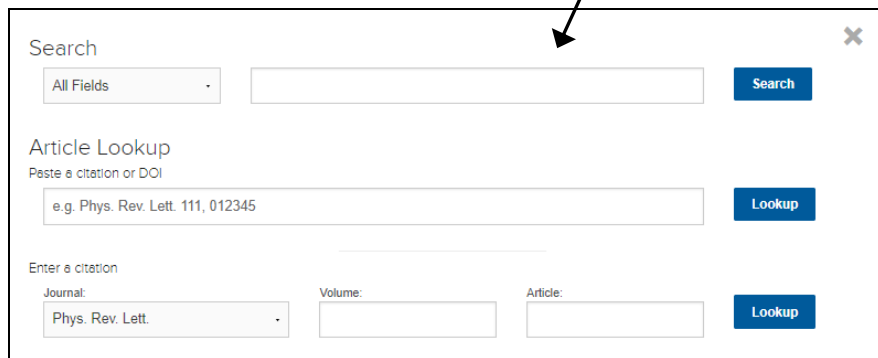 Search
All Fields
Search
Article Lookup
Paste a citation or DOI
e.g. Phys. Rev. Lett. 111, 012345
Lookup
Enter a citation
Journal: Volume: Article:
Phys. Rev. Lett.
Lookup